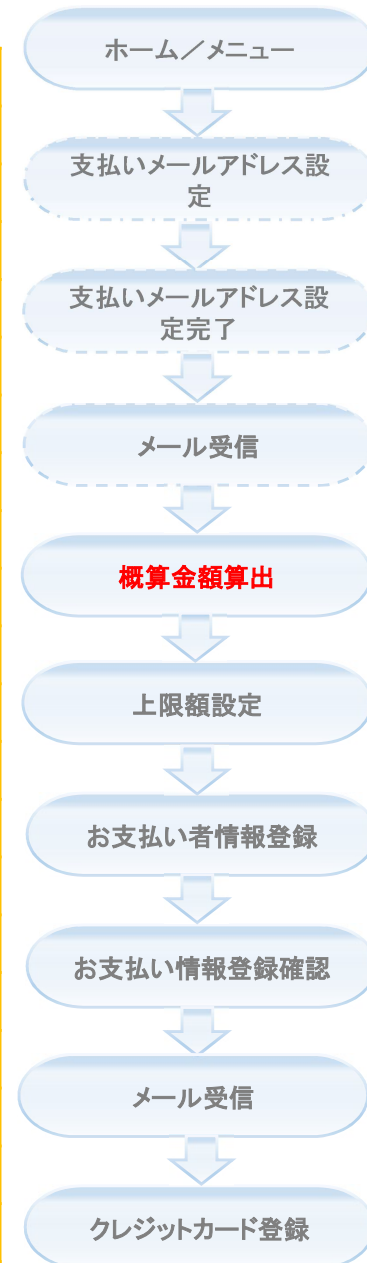 ホーム／メニュー
支払いメールアドレス設
定
支払いメールアドレス設
定完了
メール受信
概算金額算出
上限額設定
お支払い者情報登録
お支払い情報登録確認
メール受信
クレジットカード登録